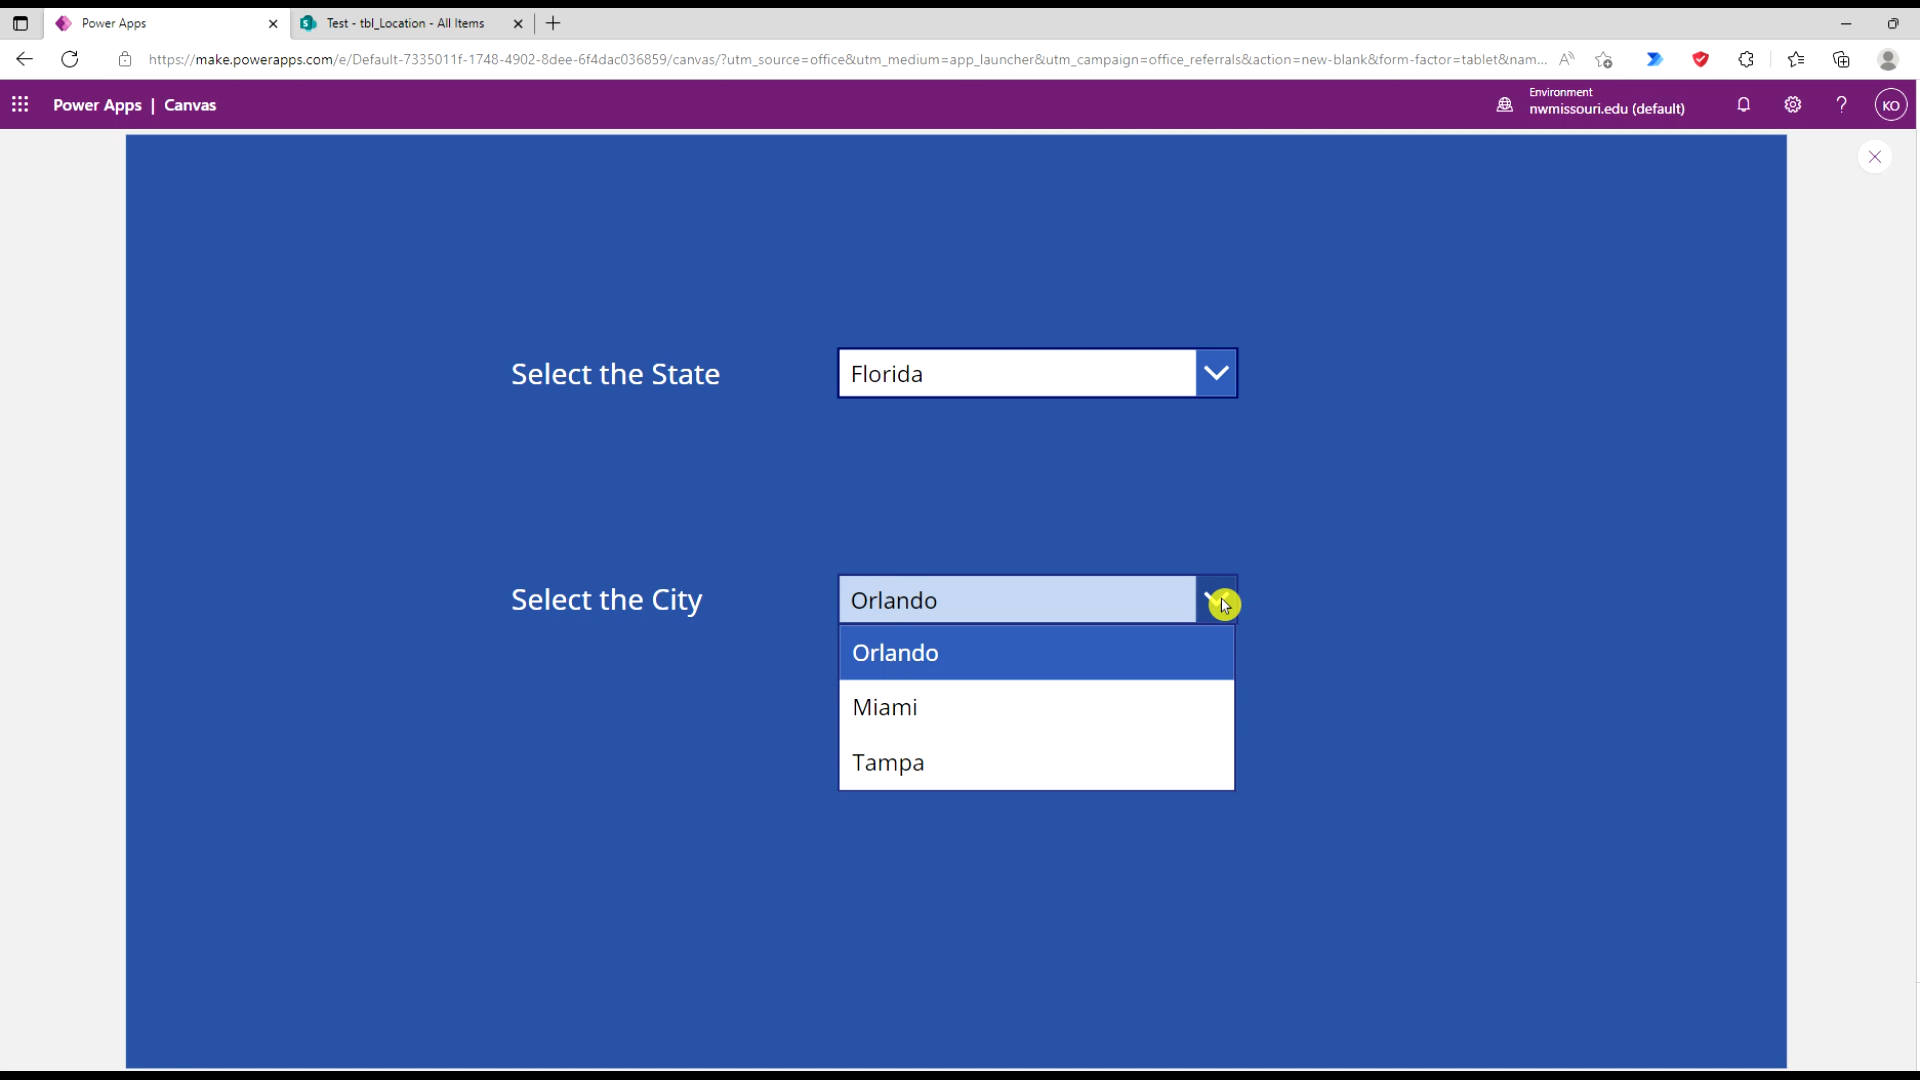 Power Apps
Test - tbl_Location - All Items
https://make.powerapps.com/e/Default-7335011f-1748-4902-8dee-6f4dac036859/canvas/?utm_source=office&utm_medium=app_launcher&utm_campaign=office_referrals&action=new-blank&form-factor=tablet&nam...
Power Apps | Canvas
Environment
nwmissouri.edu (default)
KO
Select the State
Florida
Select the City
Orlando
Orlando
Miami
Tampa